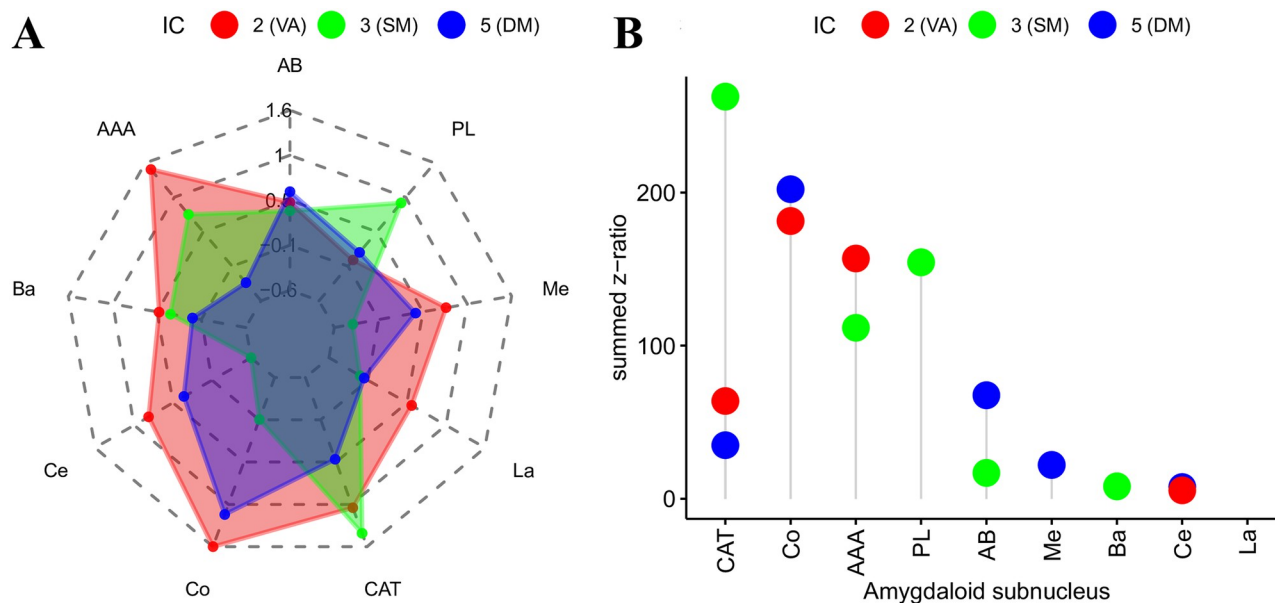 A
IC 2 (VA) 3 (SM) 5 (DM)
AB
PL
Me
La
CAT
Co
Ce
Ba
AAA
1.6
1
0.5
−0.1
−0.6
B
IC 2 (VA) 3 (SM) 5 (DM)
summed z−ratio
200
100
0
CAT
Co
AAA
PL
AB
Me
Ba
Ce
La
Amygdaloid subnucleus